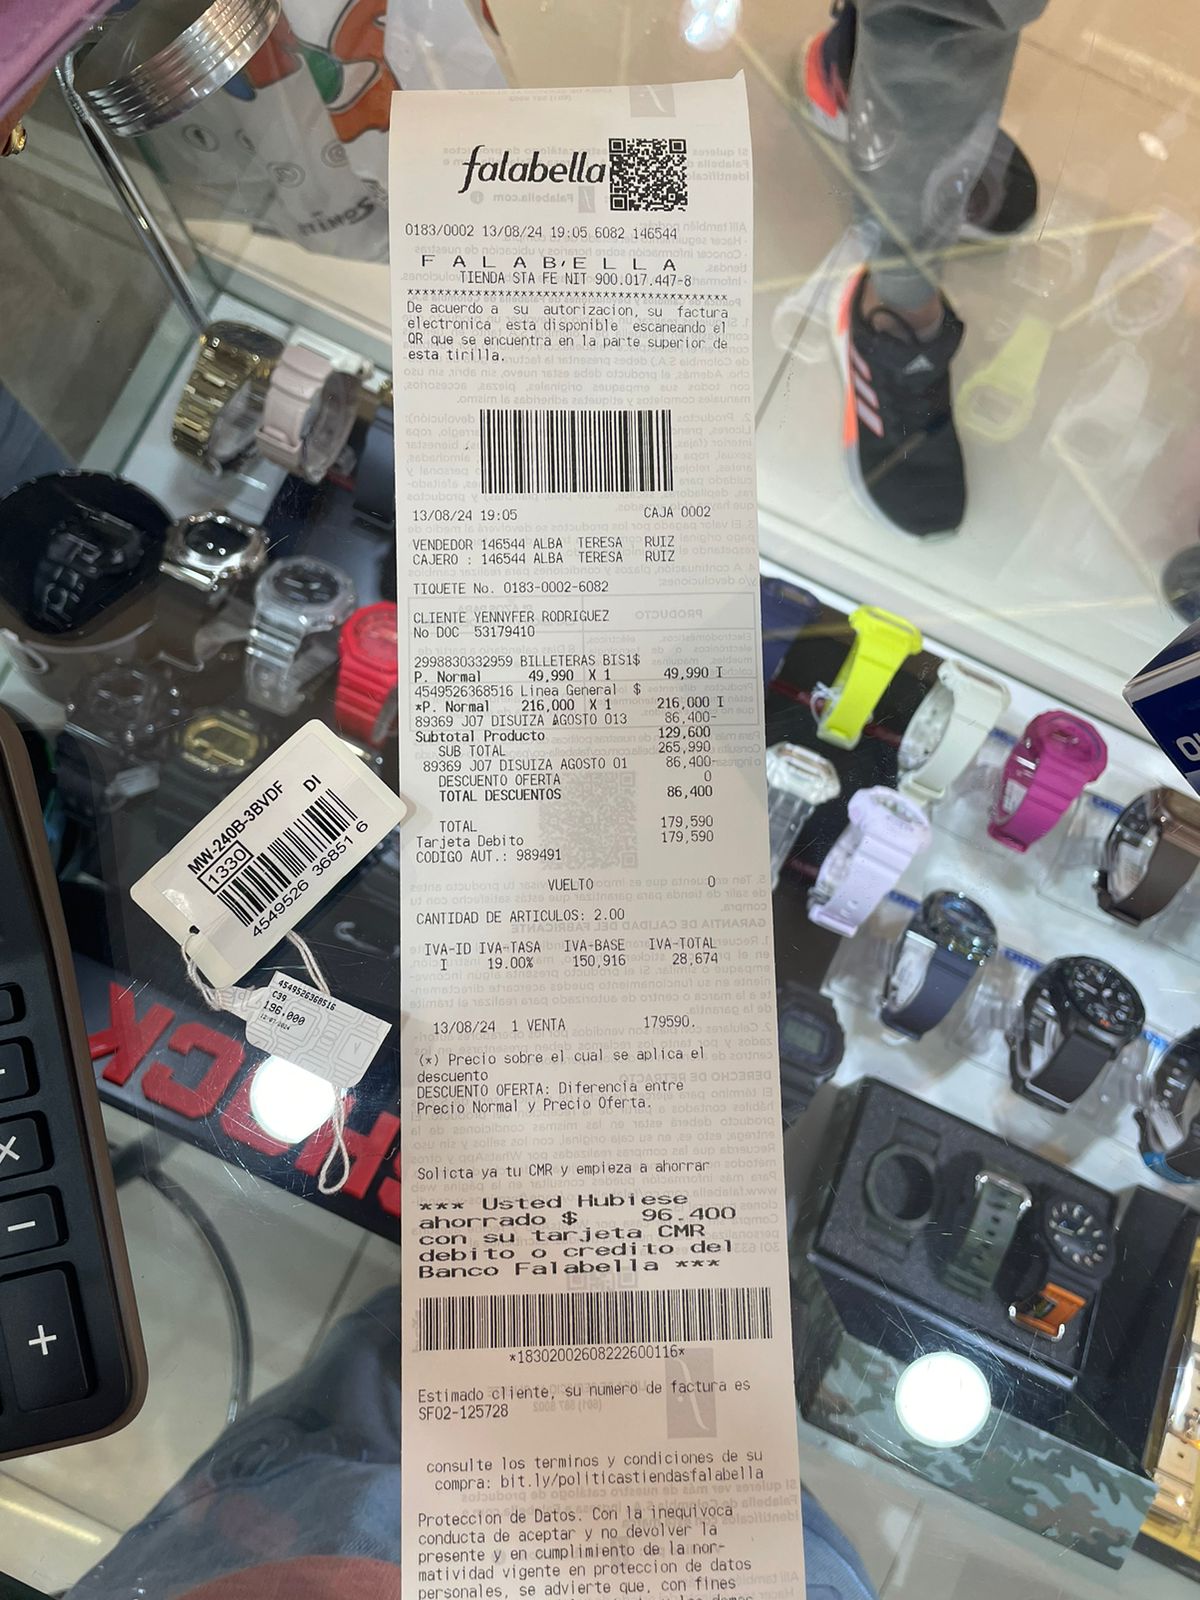 falabella
0183/0002 13/08/24 19:05 6082 146544
F A L A B E L L A
TIENDA STA FE NIT 900.017.447-8
******************************************
De acuerdo a su autorizacion, su factura
electronica esta disponible escaneando el
QR que se encuentra en la parte superior de
esta tirilla.
13/08/24 19:05 CAJA 0002
VENDEDOR 146544 ALBA TERESA RUIZ
CAJERO : 146544 ALBA TERESA RUIZ
TIQUETE No. 0183-0002-6082
CLIENTE YENNYFER RODRIGUEZ
No DOC 53179410
2998830332959 BILLETERAS BIS1$
P. Normal 49,990 X 1 49,990 I
4549526368516 Linea General $
*P. Normal 216,000 X 1 216,000 I
89369 J07 DISUIZA AGOSTO 013 86,400-
Subtotal Producto 129,600
SUB TOTAL 265,990
89369 J07 DISUIZA AGOSTO 01 86,400-
DESCUENTO OFERTA 0
TOTAL DESCUENTOS 86,400
TOTAL 179,590
Tarjeta Debito 179,590
CODIGO AUT.: 989491
VUELTO 0
CANTIDAD DE ARTICULOS: 2.00
IVA-ID IVA-TASA IVA-BASE IVA-TOTAL
I 19.00% 150,916 28,674
13/08/24 1 VENTA 179590.
(*) Precio sobre el cual se aplica el
descuento
DESCUENTO OFERTA: Diferencia entre
Precio Normal y Precio Oferta.
Solicta ya tu CMR y empieza a ahorrar
*** Usted Hubiese
ahorrado $ 96.400
con su tarjeta CMR
debito o credito del
Banco Falabella ***
*18302002608222600116*
Estimado cliente, su numero de factura es
SF02-125728
consulte los terminos y condiciones de su
compra: bit.ly/politicastiendasfalabella
Proteccion de Datos. Con la inequivoca
conducta de aceptar y no devolver la
presente y en cumplimiento de la nor-
matividad vigente en proteccion de datos
personales, se advierte que, con fines
MW-240B-3BVDF DI
1330
4549526 36851 6
4549526368516
C39
196,000
12/07/2024
adidas